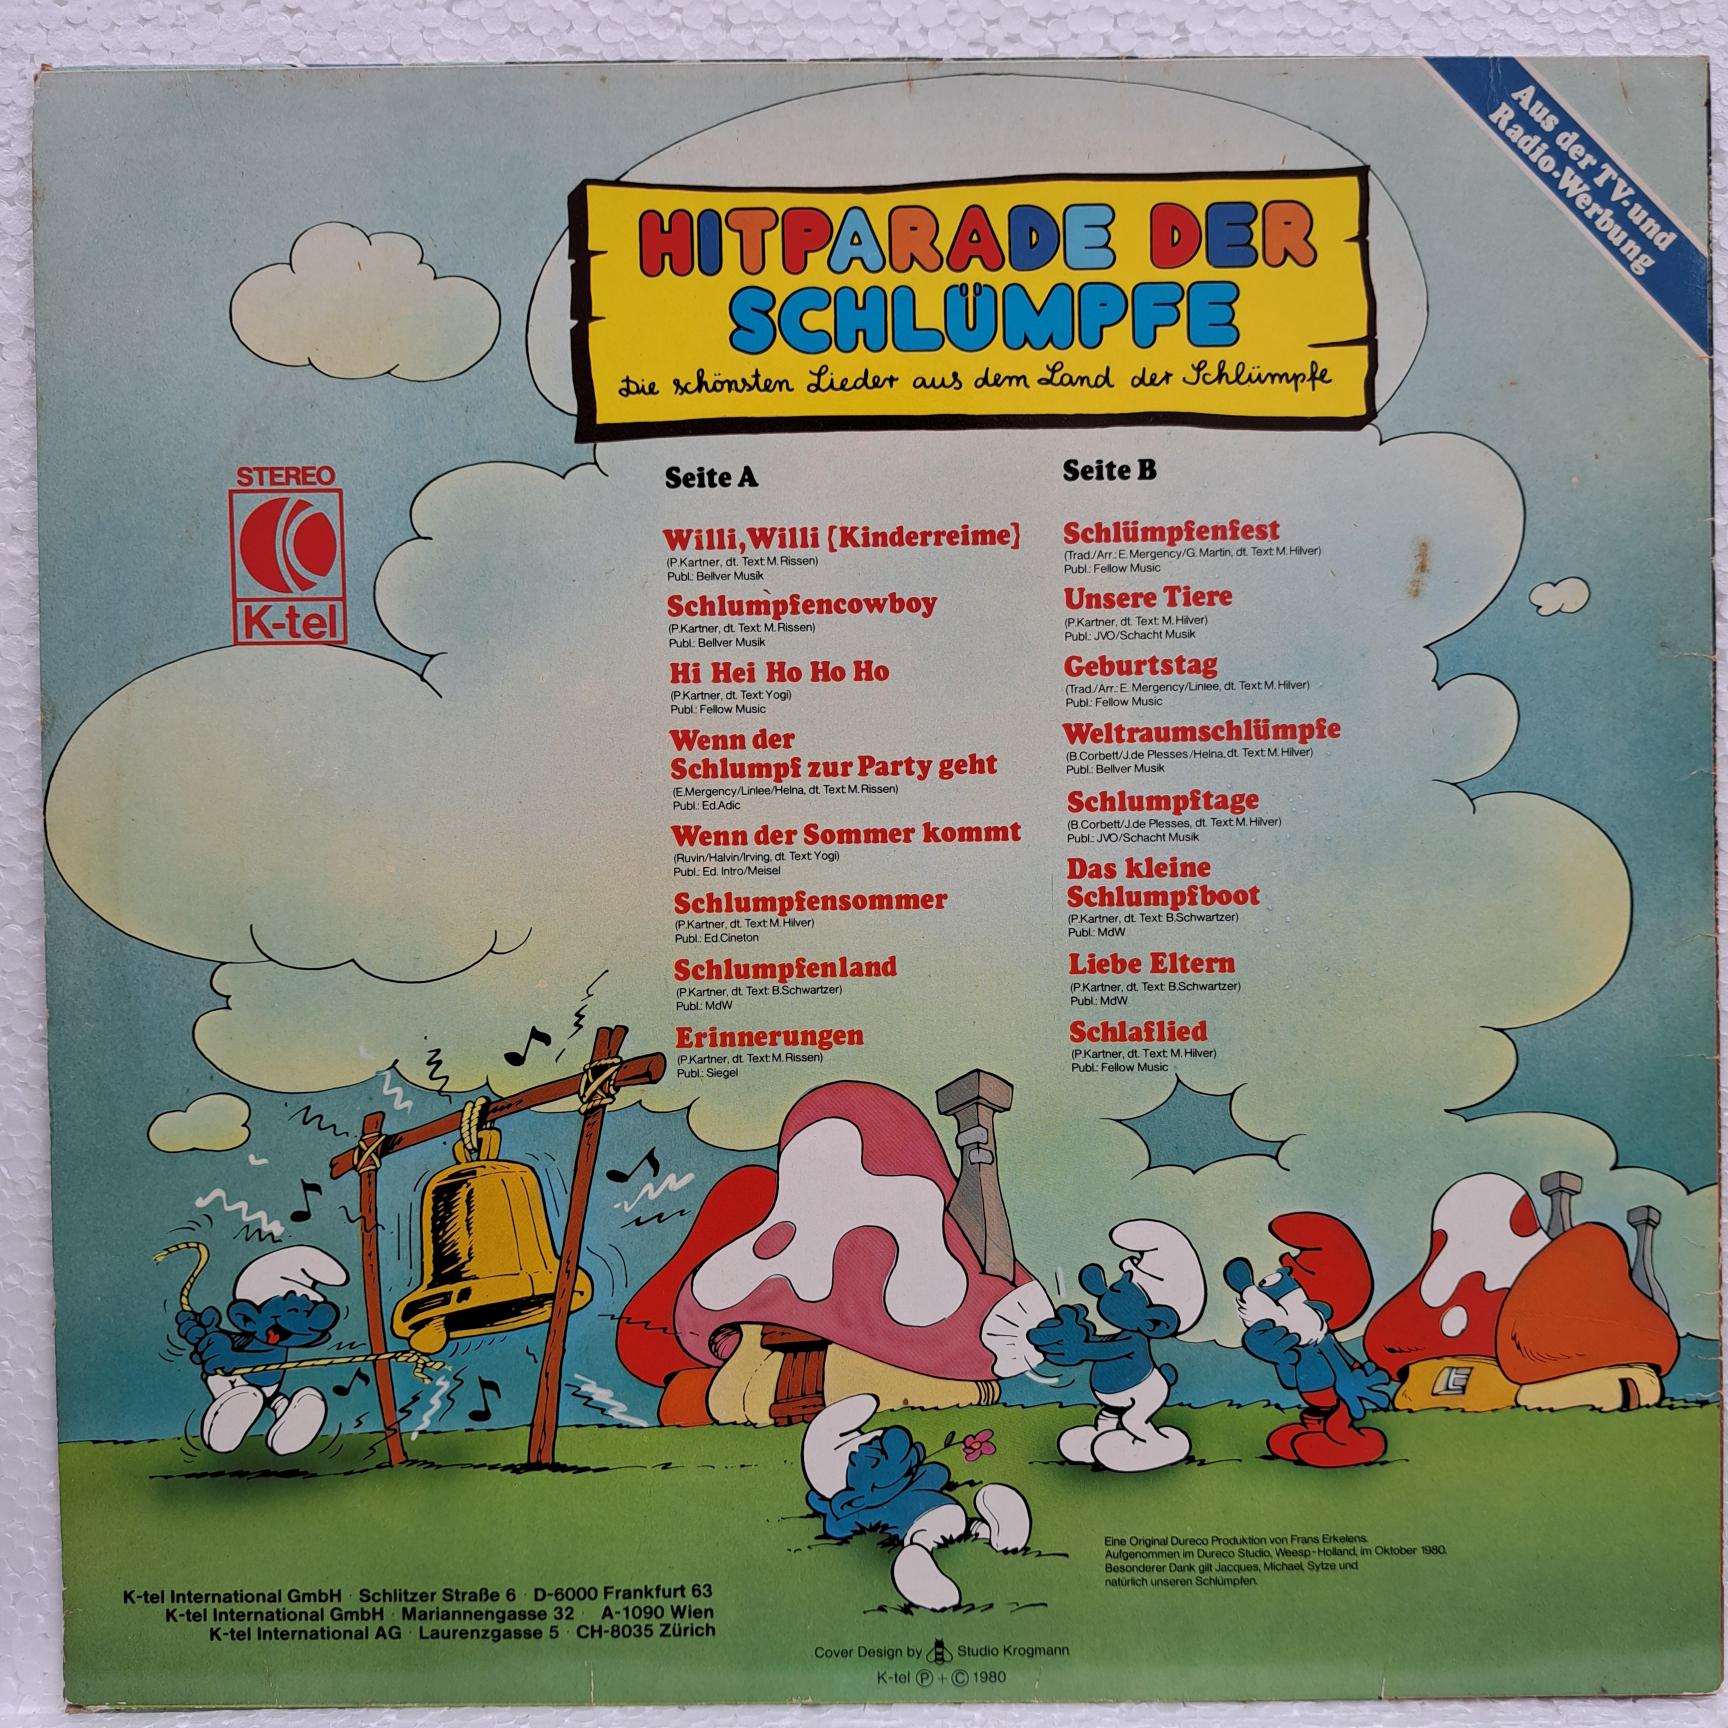 Aus der TV- und
Radio-Werbung
HITPARADE DER
SCHLÜMPFE
Die schönsten Lieder aus dem Land der Schlümpfe
STEREO
K-tel
Seite A
Willi, Willi [Kinderreime]
(P.Kartner, dt. Text: M. Rissen)
Publ.: Bellver Musik
Schlumpfencowboy
(P.Kartner, dt. Text: M. Rissen)
Publ.: Bellver Musik
Hi Hei Ho Ho Ho
(P.Kartner, dt. Text: Yogi)
Publ.: Fellow Music
Wenn der
Schlumpf zur Party geht
(E.Mergency/Linlee/Helna, dt. Text: M. Rissen)
Publ.: Ed.Adic
Wenn der Sommer kommt
(Ruvin/Halvin/Irving, dt. Text: Yogi)
Publ.: Ed. Intro/Meisel
Schlumpfensommer
(P.Kartner, dt. Text: M. Hilver)
Publ.: Ed.Cineton
Schlumpfenland
(P.Kartner, dt. Text: B.Schwartzer)
Publ.: MdW
Erinnerungen
(P.Kartner, dt. Text: M. Rissen)
Publ.: Siegel
Seite B
Schlümpfenfest
(Trad./Arr.: E. Mergency/G. Martin, dt. Text: M. Hilver)
Publ.: Fellow Music
Unsere Tiere
(P.Kartner, dt. Text: M. Hilver)
Publ.: JVO/Schacht Musik
Geburtstag
(Trad./Arr.: E. Mergency/Linlee, dt. Text: M. Hilver)
Publ.: Fellow Music
Weltraumschlümpfe
(B.Corbett/J.de Plesses/Helna, dt. Text: M. Hilver)
Publ.: Bellver Musik
Schlumpftage
(B.Corbett/J.de Plesses, dt. Text: M. Hilver)
Publ.: JVO/Schacht Musik
Das kleine
Schlumpfboot
(P.Kartner, dt. Text: B.Schwartzer)
Publ.: MdW
Liebe Eltern
(P.Kartner, dt. Text: B.Schwartzer)
Publ.: MdW
Schlaflied
(P.Kartner, dt. Text: M. Hilver)
Publ.: Fellow Music
Eine Original Dureco Produktion von Frans Erkelens.
Aufgenommen im Dureco Studio, Weesp-Holland, im Oktober 1980.
Besonderer Dank gilt Jacques, Michael, Sytze und
natürlich unseren Schlümpfen.
K-tel International GmbH · Schlitzer Straße 6 · D-6000 Frankfurt 63
K-tel International GmbH · Mariannengasse 32 · A-1090 Wien
K-tel International AG · Laurenzgasse 5 · CH-8035 Zürich
Cover Design by Studio Krogmann
K-tel Ⓟ + © 1980